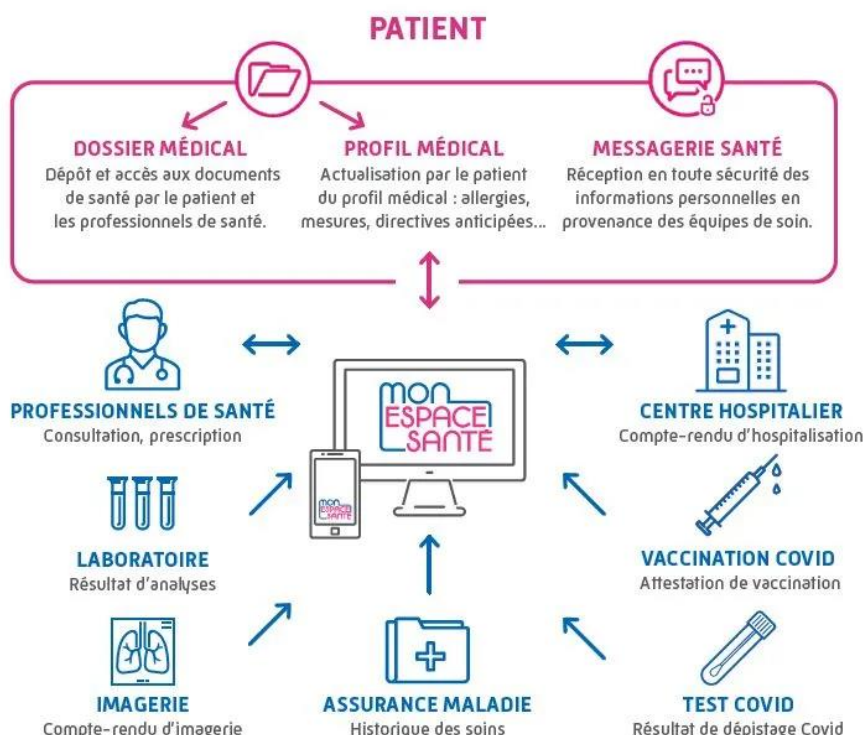 PATIENT
DOSSIER MÉDICAL
Dépôt et accès aux documents
de santé par le patient et
les professionnels de santé.
PROFIL MÉDICAL
Actualisation par le patient
du profil médical : allergies,
mesures, directives anticipées...
MESSAGERIE SANTÉ
Réception en toute sécurité des
informations personnelles en
provenance des équipes de soin.
PROFESSIONNELS DE SANTÉ
Consultation, prescription
mon
ESPACE
SANTÉ
mon
ESPACE
SANTÉ
CENTRE HOSPITALIER
Compte-rendu d'hospitalisation
LABORATOIRE
Résultat d'analyses
VACCINATION COVID
Attestation de vaccination
IMAGERIE
Compte-rendu d'imagerie
ASSURANCE MALADIE
Historique des soins
TEST COVID
Résultat de dépistage Covid